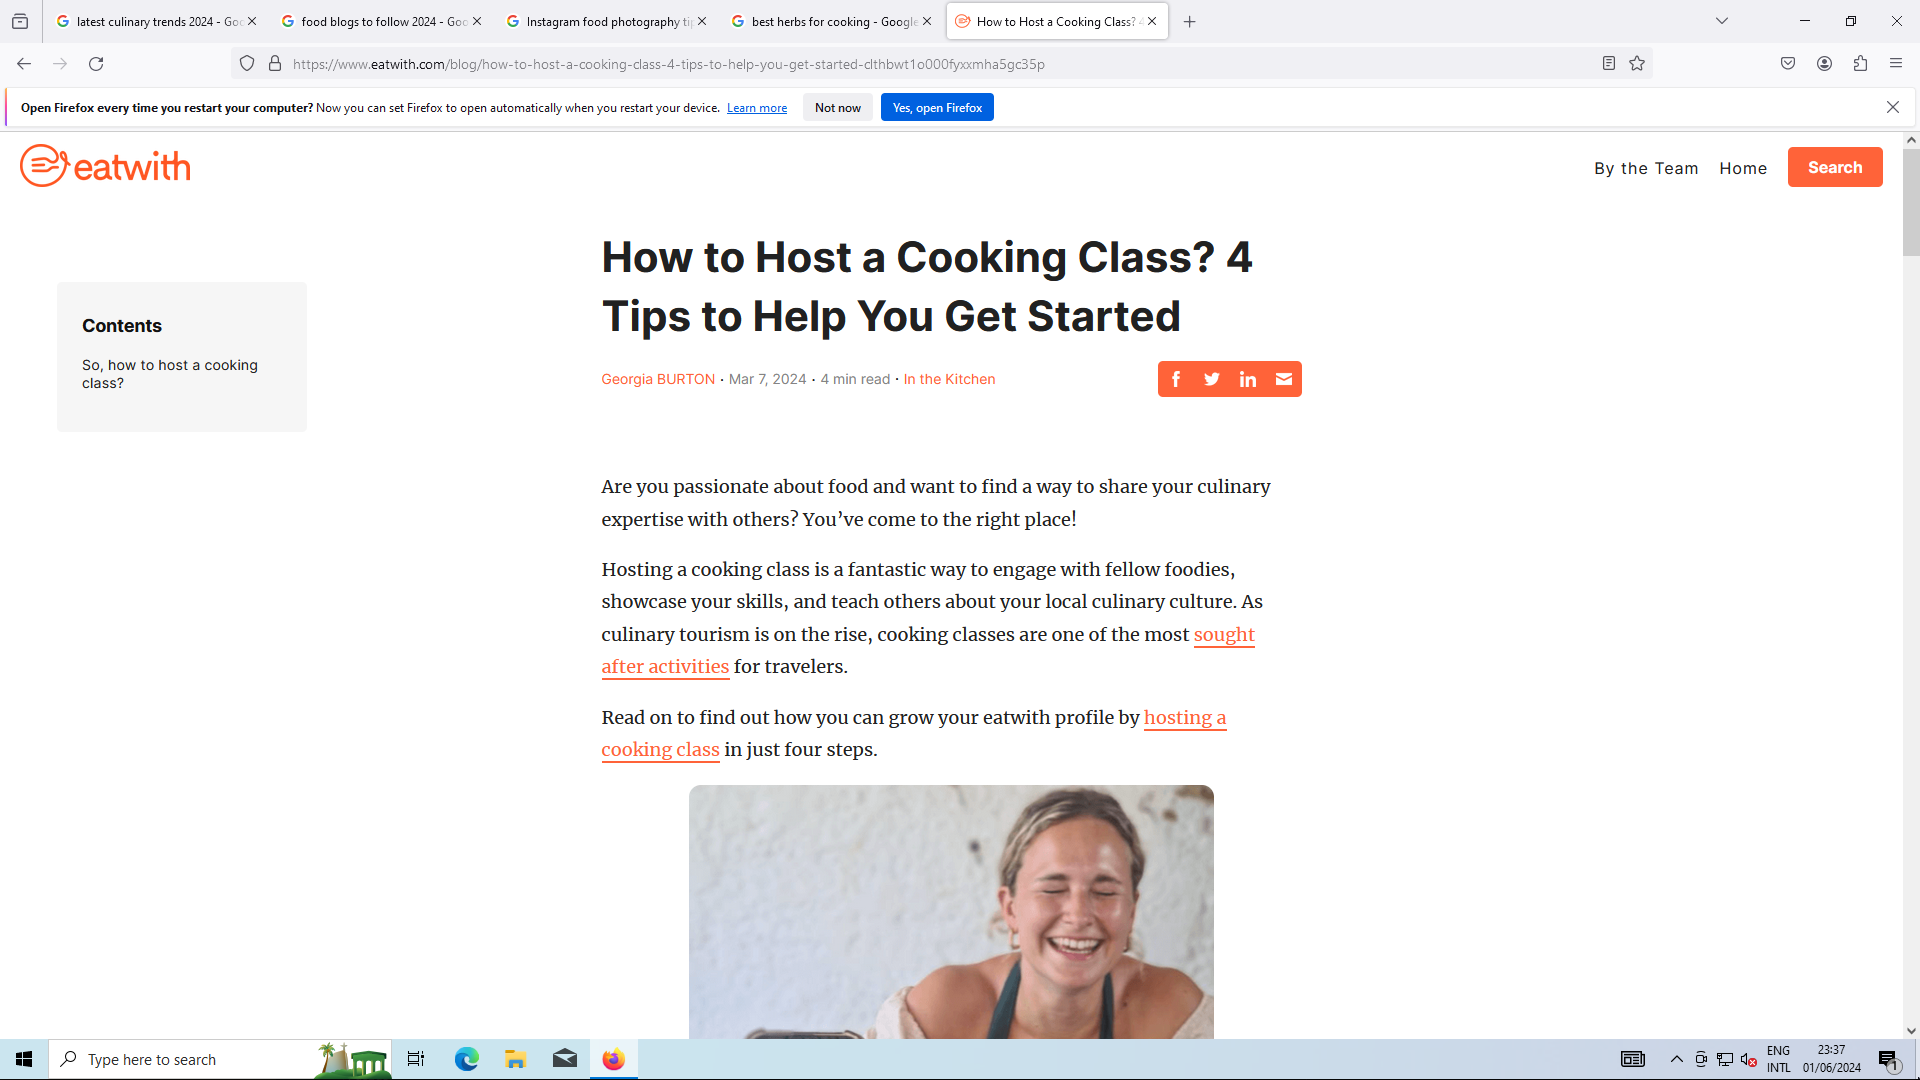 latest culinary trends 2024 - Goo
food blogs to follow 2024 - Goo
Instagram food photography tip
best herbs for cooking - Google
How to Host a Cooking Class? 4
https://www.eatwith.com/blog/how-to-host-a-cooking-class-4-tips-to-help-you-get-started-clthbwt1o000fyxxmha5gc35p
Open Firefox every time you restart your computer? Now you can set Firefox to open automatically when you restart your device. Learn more
Not now
Yes, open Firefox
eatwith
By the Team
Home
Search
How to Host a Cooking Class? 4
Tips to Help You Get Started
Contents
So, how to host a cooking
class?
Georgia BURTON · Mar 7, 2024 · 4 min read · In the Kitchen
Are you passionate about food and want to find a way to share your culinary
expertise with others? You’ve come to the right place!
Hosting a cooking class is a fantastic way to engage with fellow foodies,
showcase your skills, and teach others about your local culinary culture. As
culinary tourism is on the rise, cooking classes are one of the most sought
after activities for travelers.
Read on to find out how you can grow your eatwith profile by hosting a
cooking class in just four steps.
Type here to search
ENG
INTL
23:37
01/06/2024
1